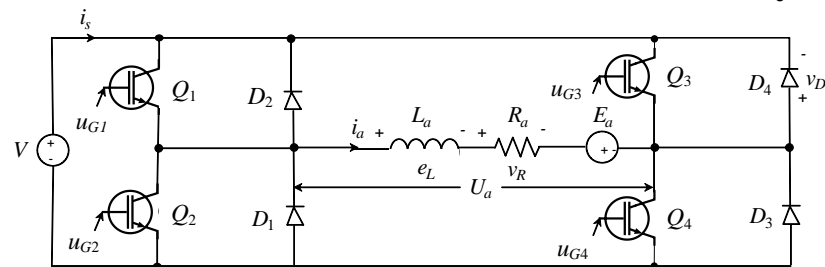 i_s
u_G1
Q_1
D_2
u_G3
Q_3
D_4
-
v_D
+
V
+
-
i_a
+
L_a
-
+
R_a
-
E_a
+ -
e_L
v_R
U_a
u_G2
Q_2
D_1
u_G4
Q_4
D_3